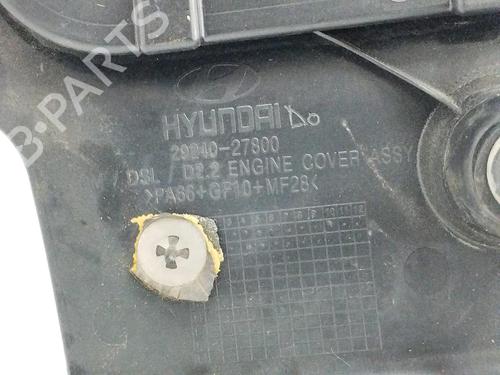 HYUNDAI
29240-27800
DSL D2.2 ENGINE COVER ASSY
>PA66+GF10+MF28<
B-PARTS